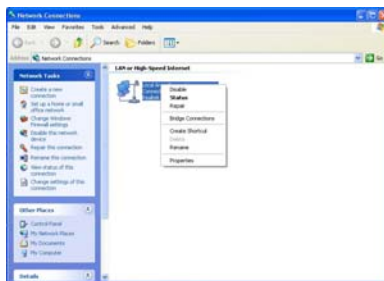 Network Connections
File Edit View Favorites Tools Advanced Help
Back Search Folders
Address Network Connections Go
Network Tasks
Create a new connection
Set up a home or small office network
Change Windows Firewall settings
Disable this network device
Repair this connection
Rename this connection
View status of this connection
Change settings of this connection
Other Places
Control Panel
My Network Places
My Documents
My Computer
Details
LAN or High-Speed Internet
Disable
Status
Repair
Bridge Connections
Create Shortcut
Delete
Rename
Properties